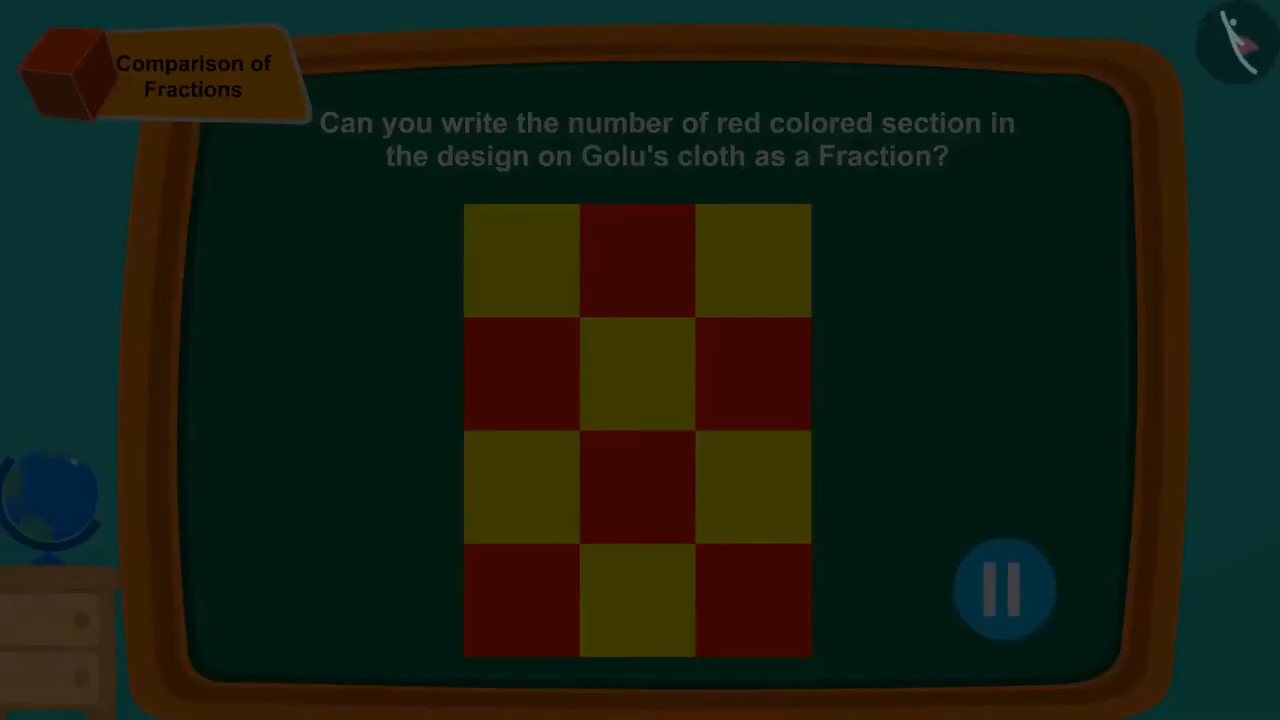 Comparison of
Fractions
Can you write the number of red colored section in
the design on Golu's cloth as a Fraction?